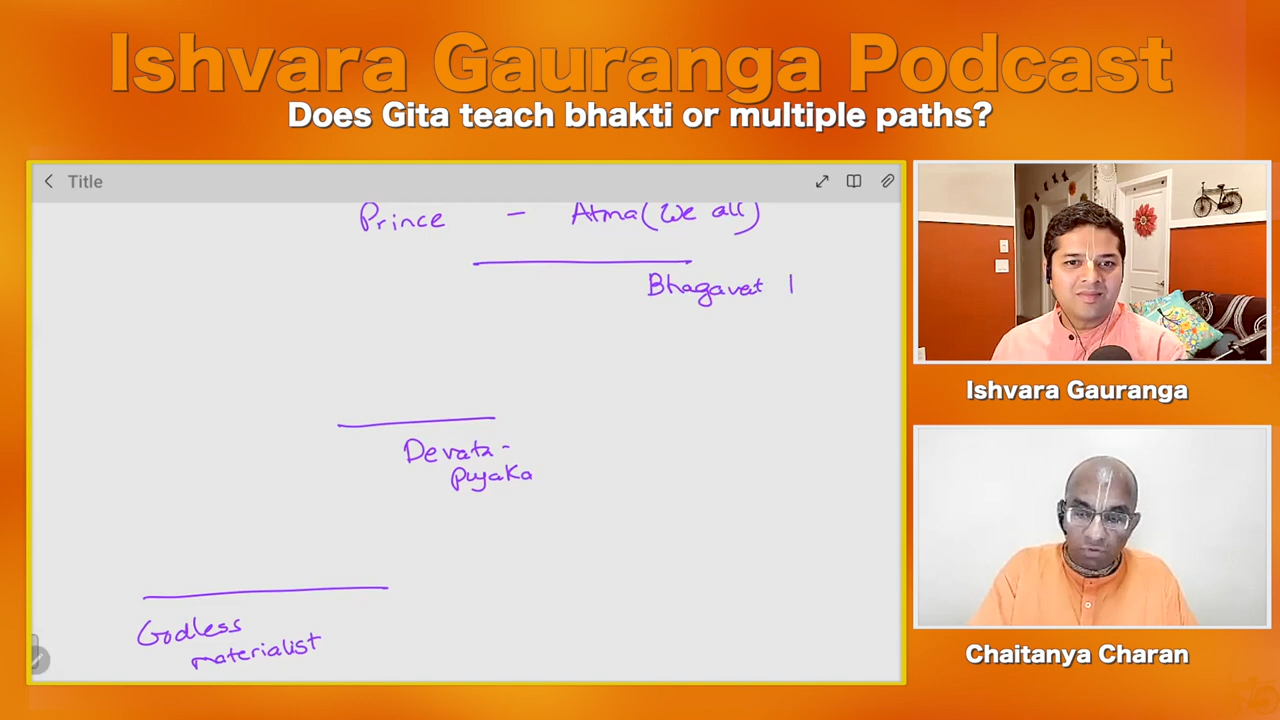 Ishvara Gauranga Podcast
Does Gita teach bhakti or multiple paths?
Title
Prince - Atma (We all)
Bhagavat
Devata-
pujaka
Godless
materialist
Ishvara Gauranga
Chaitanya Charan